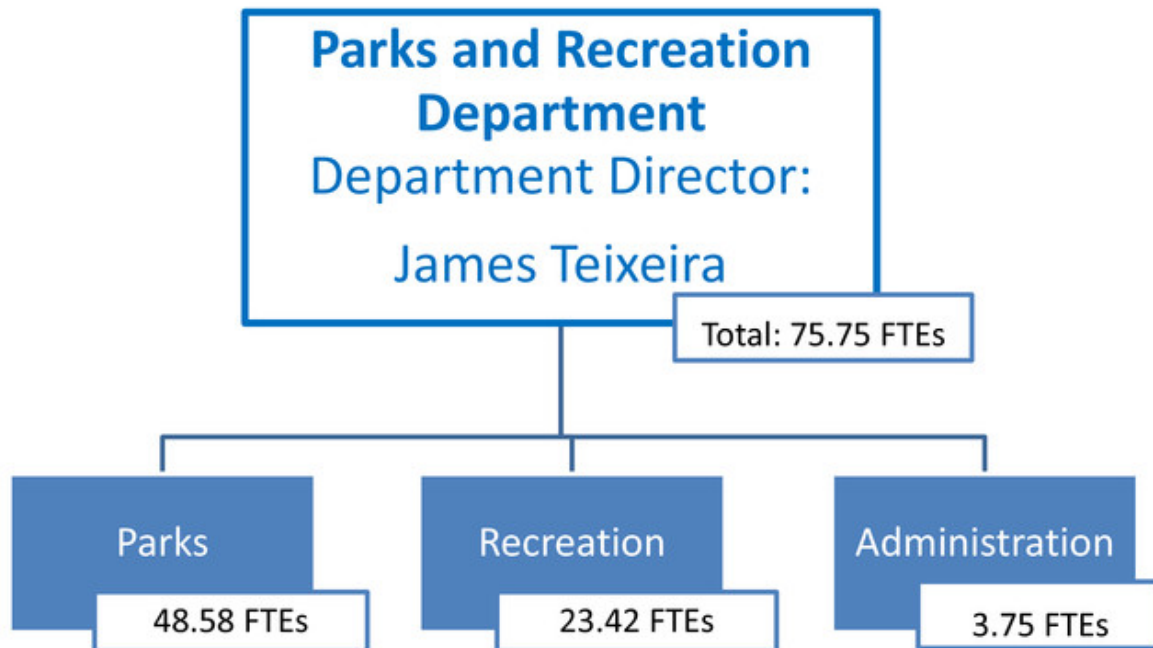 Parks and Recreation
Department
Department Director:
James Teixeira
Total: 75.75 FTEs
Parks
48.58 FTEs
Recreation
23.42 FTEs
Administration
3.75 FTEs